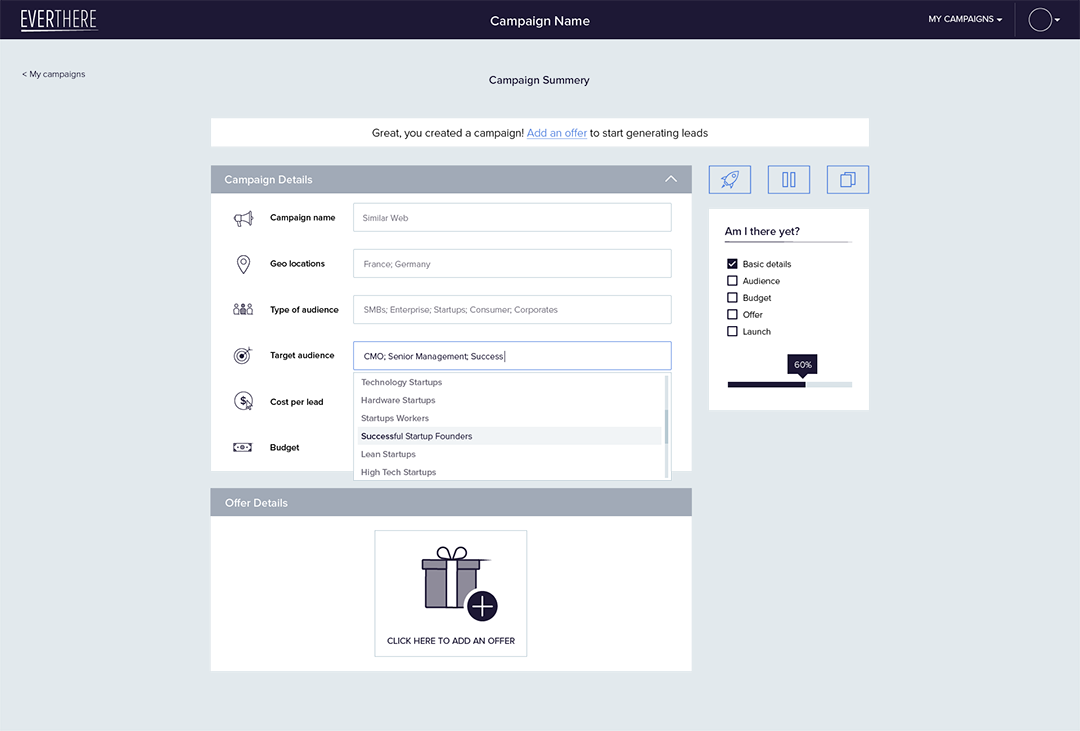 EVERTHERE
Campaign Name
MY CAMPAIGNS
< My campaigns
Campaign Summery
Great, you created a campaign! Add an offer to start generating leads
Campaign Details
Campaign name
Similar Web
Geo locations
France; Germany
Type of audience
SMBs; Enterprise; Startups; Consumer; Corporates
Target audience
CMO; Senior Management; Success
Technology Startups
Hardware Startups
Startups Workers
Successful Startup Founders
Lean Startups
High Tech Startups
Cost per lead
$
Budget
Am I there yet?
Basic details
Audience
Budget
Offer
Launch
60%
Offer Details
CLICK HERE TO ADD AN OFFER